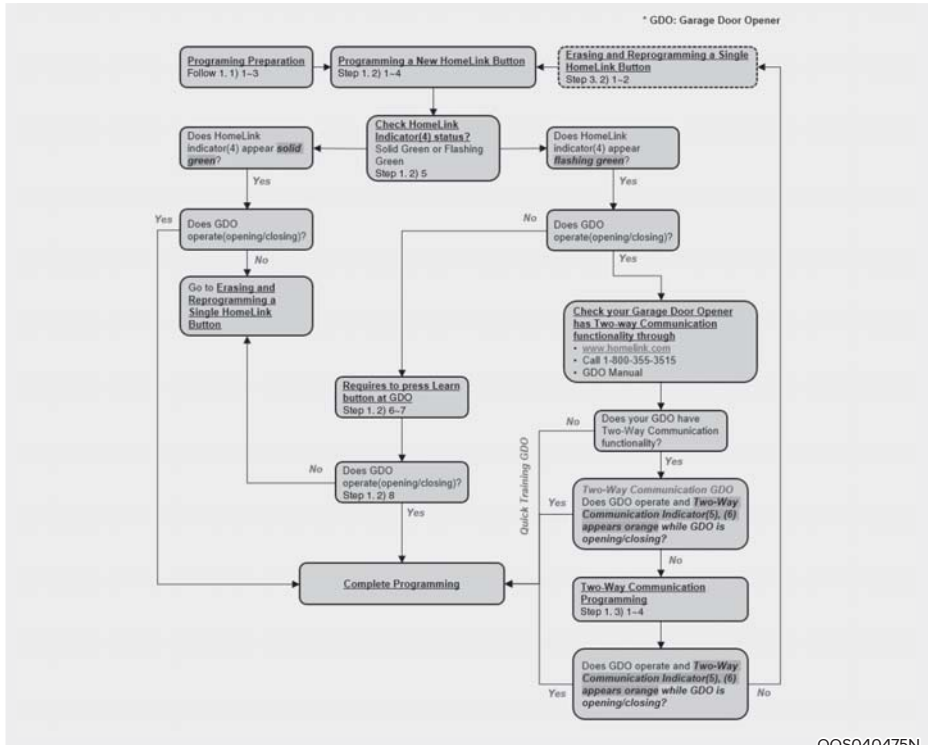 * GDO: Garage Door Opener
Programing Preparation
Follow 1. 1) 1~3
Programming a New HomeLink Button
Step 1. 2) 1~4
Erasing and Reprogramming a Single
HomeLink Button
Step 3. 2) 1~2
Check HomeLink
Indicator(4) status?
Solid Green or Flashing
Green
Step 1. 2) 5
Does HomeLink
indicator(4) appear solid
green?
Does HomeLink
indicator(4) appear
flashing green?
Yes
Yes
Yes
Does GDO
operate(opening/closing)?
No
No
Does GDO
operate(opening/closing)?
Yes
Go to Erasing and
Reprogramming a
Single HomeLink
Button
Check your Garage Door Opener
has Two-way Communication
functionality through
• www.homelink.com
• Call 1-800-355-3515
• GDO Manual
Requires to press Learn
button at GDO
Step 1. 2) 6~7
No
Does your GDO have
Two-Way Communication
functionality?
Yes
Quick Training GDO
No
Does GDO
operate(opening/closing)?
Step 1. 2) 8
Yes
Yes
Two-Way Communication GDO
Does GDO operate and Two-Way
Communication Indicator(5), (6)
appears orange while GDO is
opening/closing?
No
Complete Programming
Two-Way Communication
Programming
Step 1. 3) 1~4
Does GDO operate and Two-Way
Communication Indicator(5), (6)
appears orange while GDO is
opening/closing?
Yes
No
OOS040475N